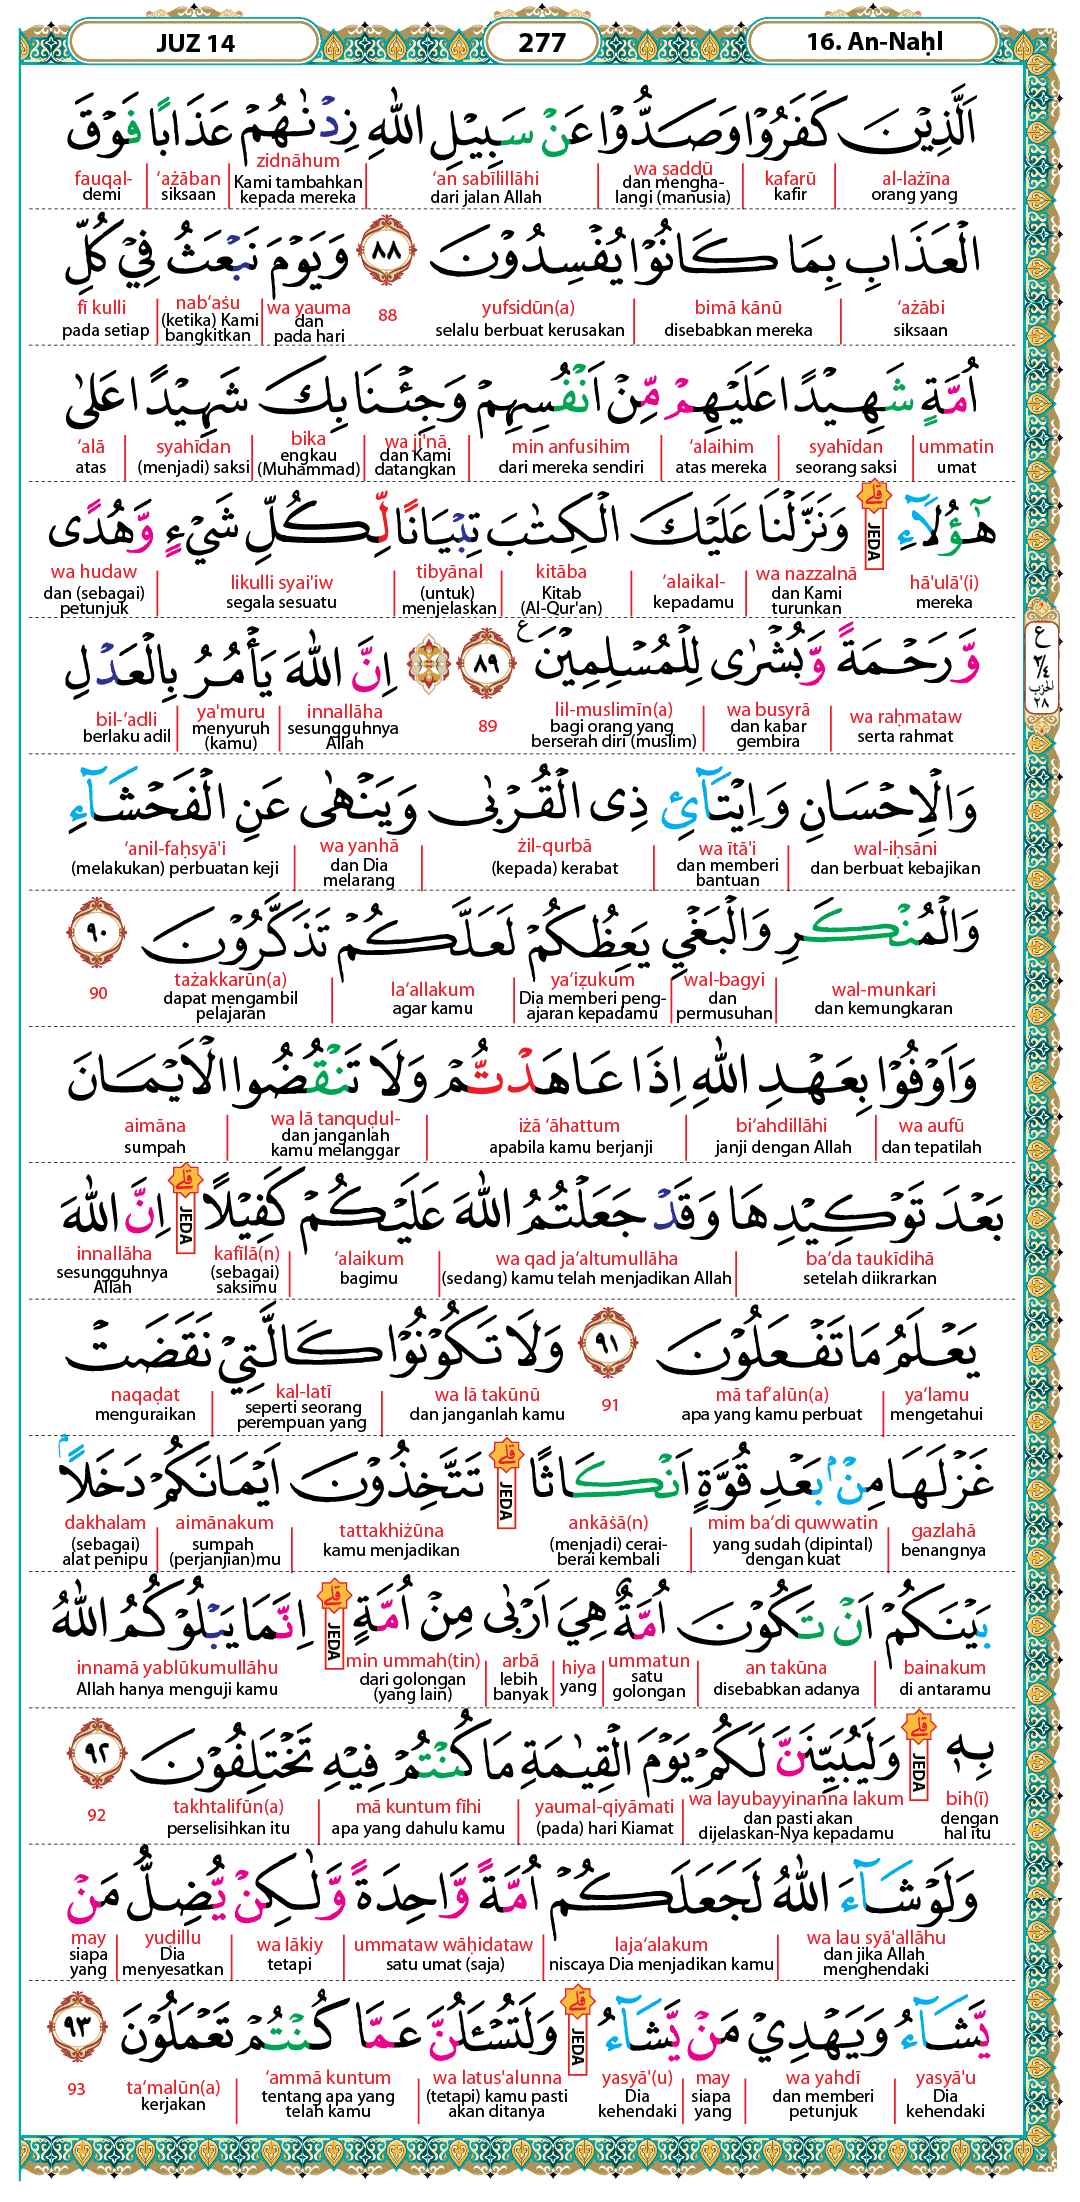 JUZ 14 277 16. An-Naḥl
اَلَّذِيْنَ كَفَرُوْا وَصَدُّوْا عَنْ سَبِيْلِ اللّٰهِ زِدْنٰهُمْ عَذَابًا فَوْقَ
al-lażīna kafarū wa ṣaddū ‘an sabīlillāhi zidnāhum ‘ażāban fauqal-
orang yang kafir dan mengha-langi (manusia) dari jalan Allah Kami tambahkan kepada mereka siksaan demi
الْعَذَابِ بِمَا كَانُوْا يُفْسِدُوْنَ ٨٨ وَيَوْمَ نَبْعَثُ فِيْ كُلِّ
‘ażābi bimā kānū yufsidūn(a) 88 wa yauma nab‘aṡu fī kulli
siksaan disebabkan mereka selalu berbuat kerusakan dan pada hari (ketika) Kami bangkitkan pada setiap
اُمَّةٍ شَهِيْدًا عَلَيْهِمْ مِّنْ اَنْفُسِهِمْ وَجِئْنَا بِكَ شَهِيْدًا عَلٰى
ummatin syahīdan ‘alaihim min anfusihim wa ji'nā bika syahīdan ‘alā
umat seorang saksi atas mereka dari mereka sendiri dan Kami datangkan engkau (Muhammad) (menjadi) saksi atas
هٰٓؤُلَاۤءِۗ JEDA وَنَزَّلْنَا عَلَيْكَ الْكِتٰبَ تِبْيَانًا لِّكُلِّ شَيْءٍ وَّهُدًى
hā'ulā'(i) wa nazzalnā ‘alaikal- kitāba tibyānal likulli syai'iw wa hudaw
mereka dan Kami turunkan kepadamu Kitab (Al-Qur'an) (untuk) menjelaskan segala sesuatu dan (sebagai) petunjuk
وَّرَحْمَةً وَّبُشْرٰى لِلْمُسْلِمِيْنَ ࣖ ٨٩ ۞ اِنَّ اللّٰهَ يَأْمُرُ بِالْعَدْلِ
wa raḥmataw wa busyrā lil-muslimīn(a) 89 innallāha ya'muru bil-‘adli
serta rahmat dan kabar gembira bagi orang yang berserah diri (muslim) sesungguhnya Allah menyuruh (kamu) berlaku adil
وَالْاِحْسَانِ وَاِيْتَاۤئِ ذِى الْقُرْبٰى وَيَنْهٰى عَنِ الْفَحْشَاۤءِ
wal-iḥsāni wa ītā'i żil-qurbā wa yanhā ‘anil-faḥsyā'i
dan berbuat kebajikan dan memberi bantuan (kepada) kerabat dan Dia melarang (melakukan) perbuatan keji
وَالْمُنْكَرِ وَالْبَغْيِ يَعِظُكُمْ لَعَلَّكُمْ تَذَكَّرُوْنَ ٩٠
wal-munkari wal-bagyi ya‘iẓukum la‘allakum tażakkarūn(a) 90
dan kemungkaran dan permusuhan Dia memberi peng-ajaran kepadamu agar kamu dapat mengambil pelajaran
وَاَوْفُوْا بِعَهْدِ اللّٰهِ اِذَا عَاهَدْتُّمْ وَلَا تَنْقُضُوا الْاَيْمَانَ
wa aufū bi‘ahdillāhi iżā ‘āhattum wa lā tanquḍul- aimāna
dan tepatilah janji dengan Allah apabila kamu berjanji dan janganlah kamu melanggar sumpah
بَعْدَ تَوْكِيْدِهَا وَقَدْ جَعَلْتُمُ اللّٰهَ عَلَيْكُمْ كَفِيْلًاۗ JEDA اِنَّ اللّٰهَ
ba‘da taukīdihā wa qad ja‘altumullāha ‘alaikum kafīlā(n) innallāha
setelah diikrarkan (sedang) kamu telah menjadikan Allah bagimu (sebagai) saksimu sesungguhnya Allah
يَعْلَمُ مَا تَفْعَلُوْنَ ٩١ وَلَا تَكُوْنُوْا كَالَّتِيْ نَقَضَتْ
ya‘lamu mā taf‘alūn(a) 91 wa lā takūnū kal-latī naqaḍat
mengetahui apa yang kamu perbuat dan janganlah kamu seperti seorang perempuan yang menguraikan
غَزْلَهَا مِنْۢ بَعْدِ قُوَّةٍ اَنْكَاثًاۗ JEDA تَتَّخِذُوْنَ اَيْمَانَكُمْ دَخَلًاۢ
gazlahā mim ba‘di quwwatin ankāṡā(n) tattakhiżūna aimānakum dakhalam
benangnya yang sudah (dipintal) dengan kuat (menjadi) cerai-berai kembali kamu menjadikan sumpah (perjanjian)mu (sebagai) alat penipu
بَيْنَكُمْ اَنْ تَكُوْنَ اُمَّةٌ هِيَ اَرْبٰى مِنْ اُمَّةٍۗ JEDA اِنَّمَا يَبْلُوْكُمُ اللّٰهُ
bainakum an takūna ummatun hiya arbā min ummah(tin) innamā yablūkumullāhu
di antaramu disebabkan adanya satu golongan yang lebih banyak dari golongan (yang lain) Allah hanya menguji kamu
بِهٖۗ JEDA وَلَيُبَيِّنَنَّ لَكُمْ يَوْمَ الْقِيٰمَةِ مَا كُنْتُمْ فِيْهِ تَخْتَلِفُوْنَ ٩٢
bih(ī) wa layubayyinanna lakum yaumal-qiyāmati mā kuntum fīhi takhtalifūn(a) 92
dengan hal itu dan pasti akan dijelaskan-Nya kepadamu (pada) hari Kiamat apa yang dahulu kamu perselisihkan itu
وَلَوْ شَاۤءَ اللّٰهُ لَجَعَلَكُمْ اُمَّةً وَّاحِدَةً وَّلٰكِنْ يُّضِلُّ مَنْ
wa lau syā'allāhu laja‘alakum ummataw wāḥidataw wa lākiy yudillu may
dan jika Allah menghendaki niscaya Dia menjadikan kamu satu umat (saja) tetapi Dia menyesatkan siapa yang
يَّشَاۤءُ وَيَهْدِيْ مَنْ يَّشَاۤءُۗ JEDA وَلَتُسْـَٔلُنَّ عَمَّا كُنْتُمْ تَعْمَلُوْنَ ٩٣
yasyā'u wa yahdī may yasyā'(u) wa latus'alunna ‘ammā kuntum ta‘malūn(a) 93
Dia kehendaki dan memberi petunjuk siapa yang Dia kehendaki (tetapi) kamu pasti akan ditanya tentang apa yang telah kamu kerjakan
ع
٢/٤
الحزب
٢٨